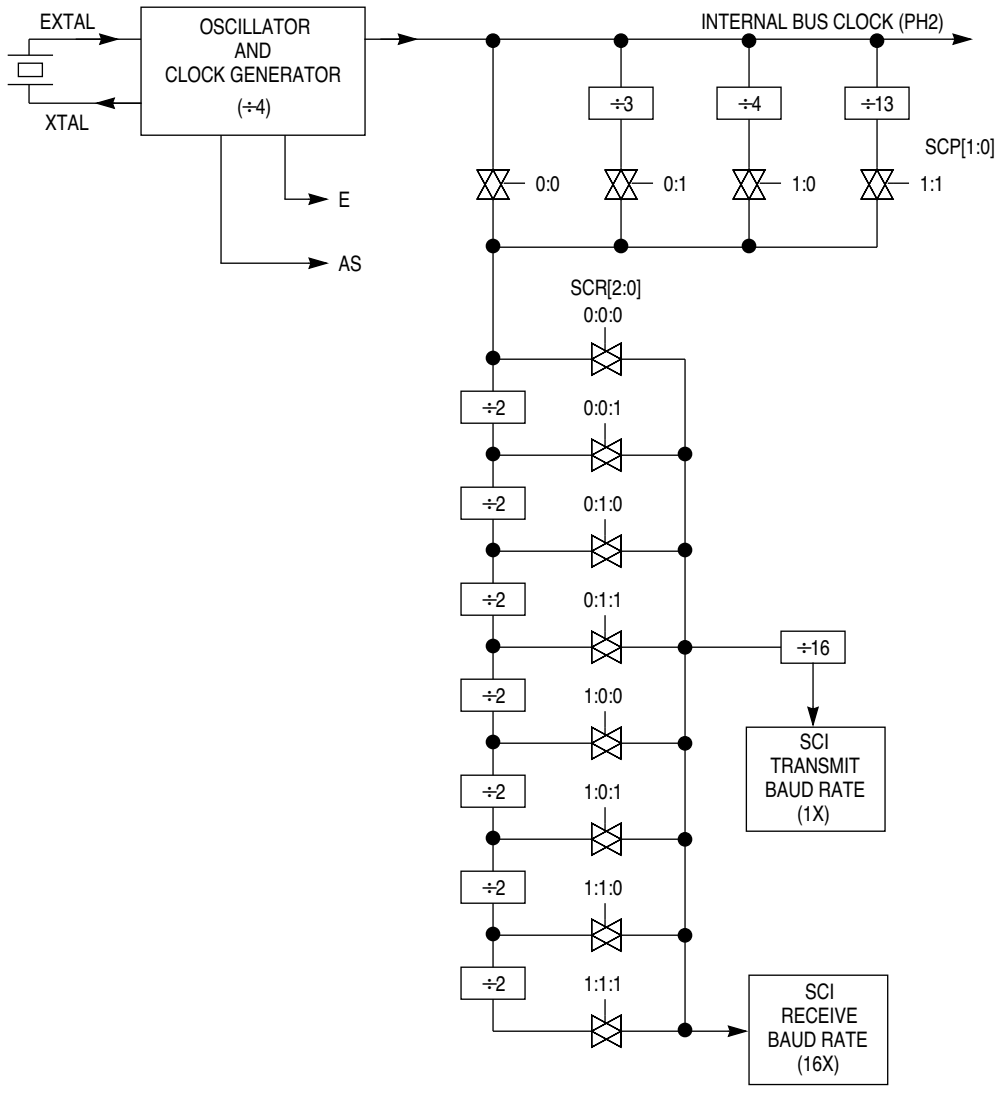 EXTAL
XTAL
OSCILLATOR
AND
CLOCK GENERATOR
(÷4)
E
AS
INTERNAL BUS CLOCK (PH2)
÷3
÷4
÷13
SCP[1:0]
0:0
0:1
1:0
1:1
SCR[2:0]
0:0:0
÷2
0:0:1
÷2
0:1:0
÷2
0:1:1
÷16
÷2
1:0:0
SCI
TRANSMIT
BAUD RATE
(1X)
÷2
1:0:1
÷2
1:1:0
÷2
1:1:1
SCI
RECEIVE
BAUD RATE
(16X)